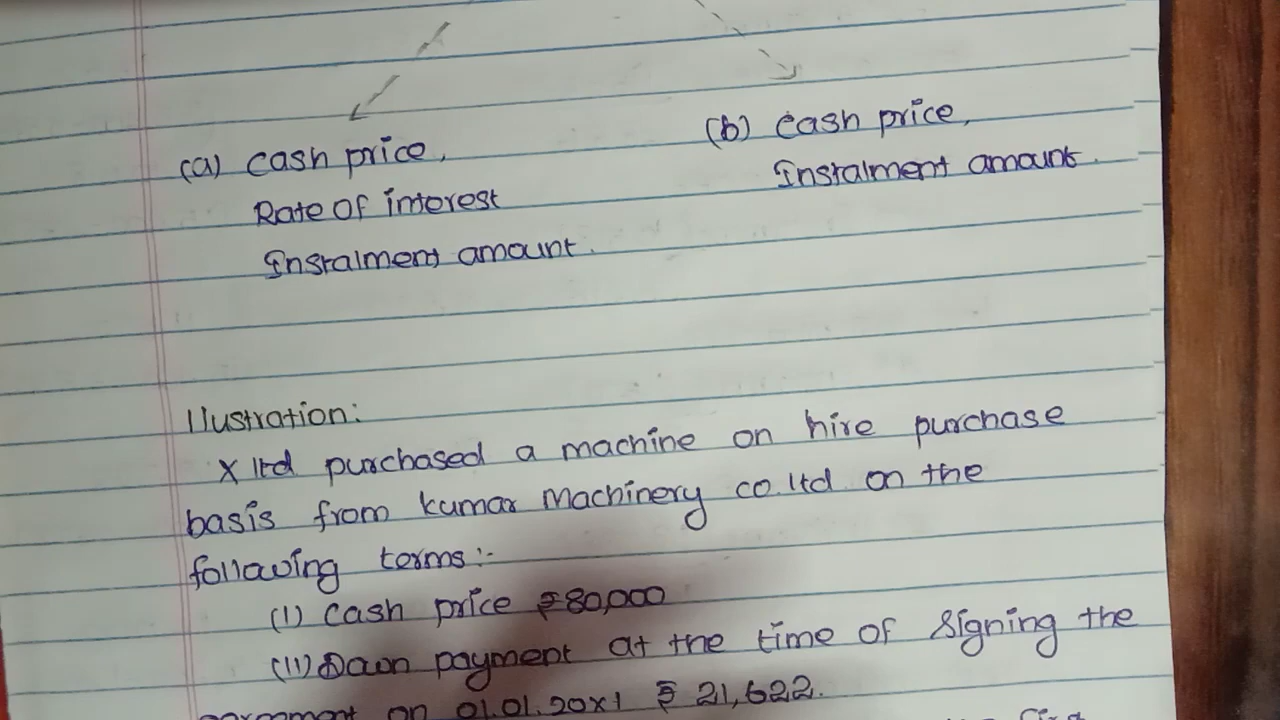 (a) cash price,
Rate of interest
Instalment amount.
(b) cash price,
Instalment amount.
Illustration:
X ltd purchased a machine on hire purchase
basis from kumar Machinery co. ltd on the
following terms:-
(I) Cash price ₹80,000
(II) Down payment at the time of signing the
agreement on 01.01.20x1 ₹ 21,622.